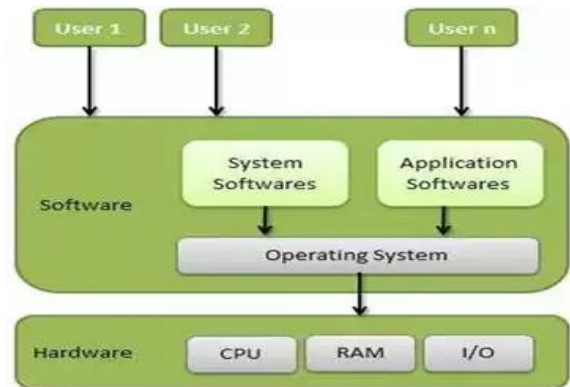 User 1
User 2
User n
System
Softwares
Application
Softwares
Software
Operating System
Hardware
CPU
RAM
I/O